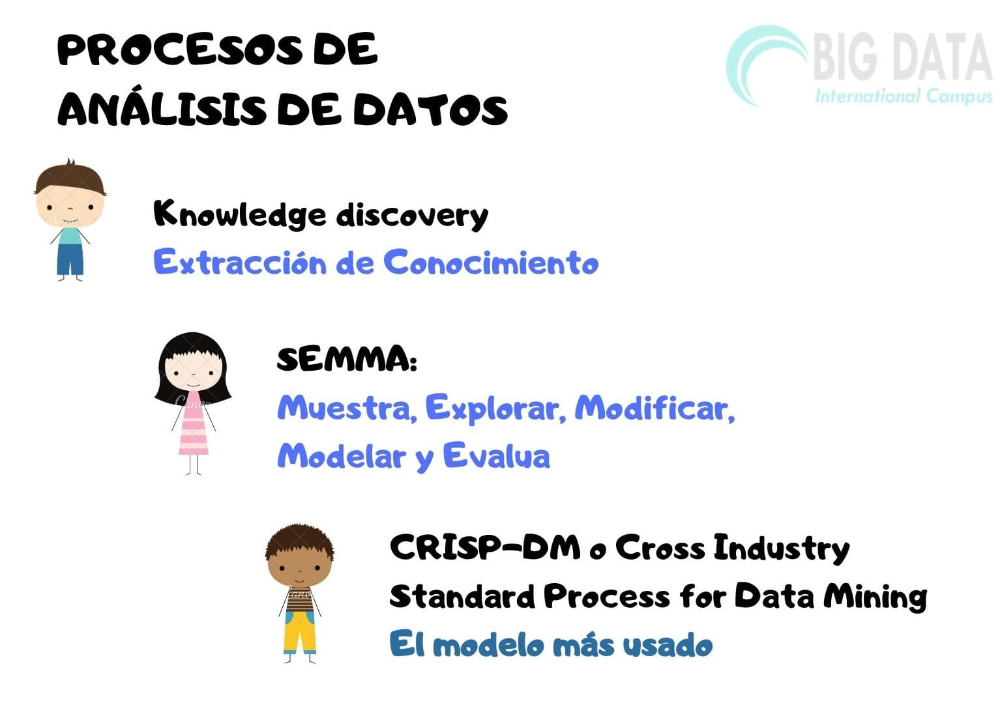 PROCESOS DE
ANÁLISIS DE DATOS
BIG DATA
International Campus
Knowledge discovery
Extracción de Conocimiento
SEMMA:
Muestra, Explorar, Modificar,
Modelar y Evalua
CRISP-DM o Cross Industry
Standard Process for Data Mining
El modelo más usado
Canva